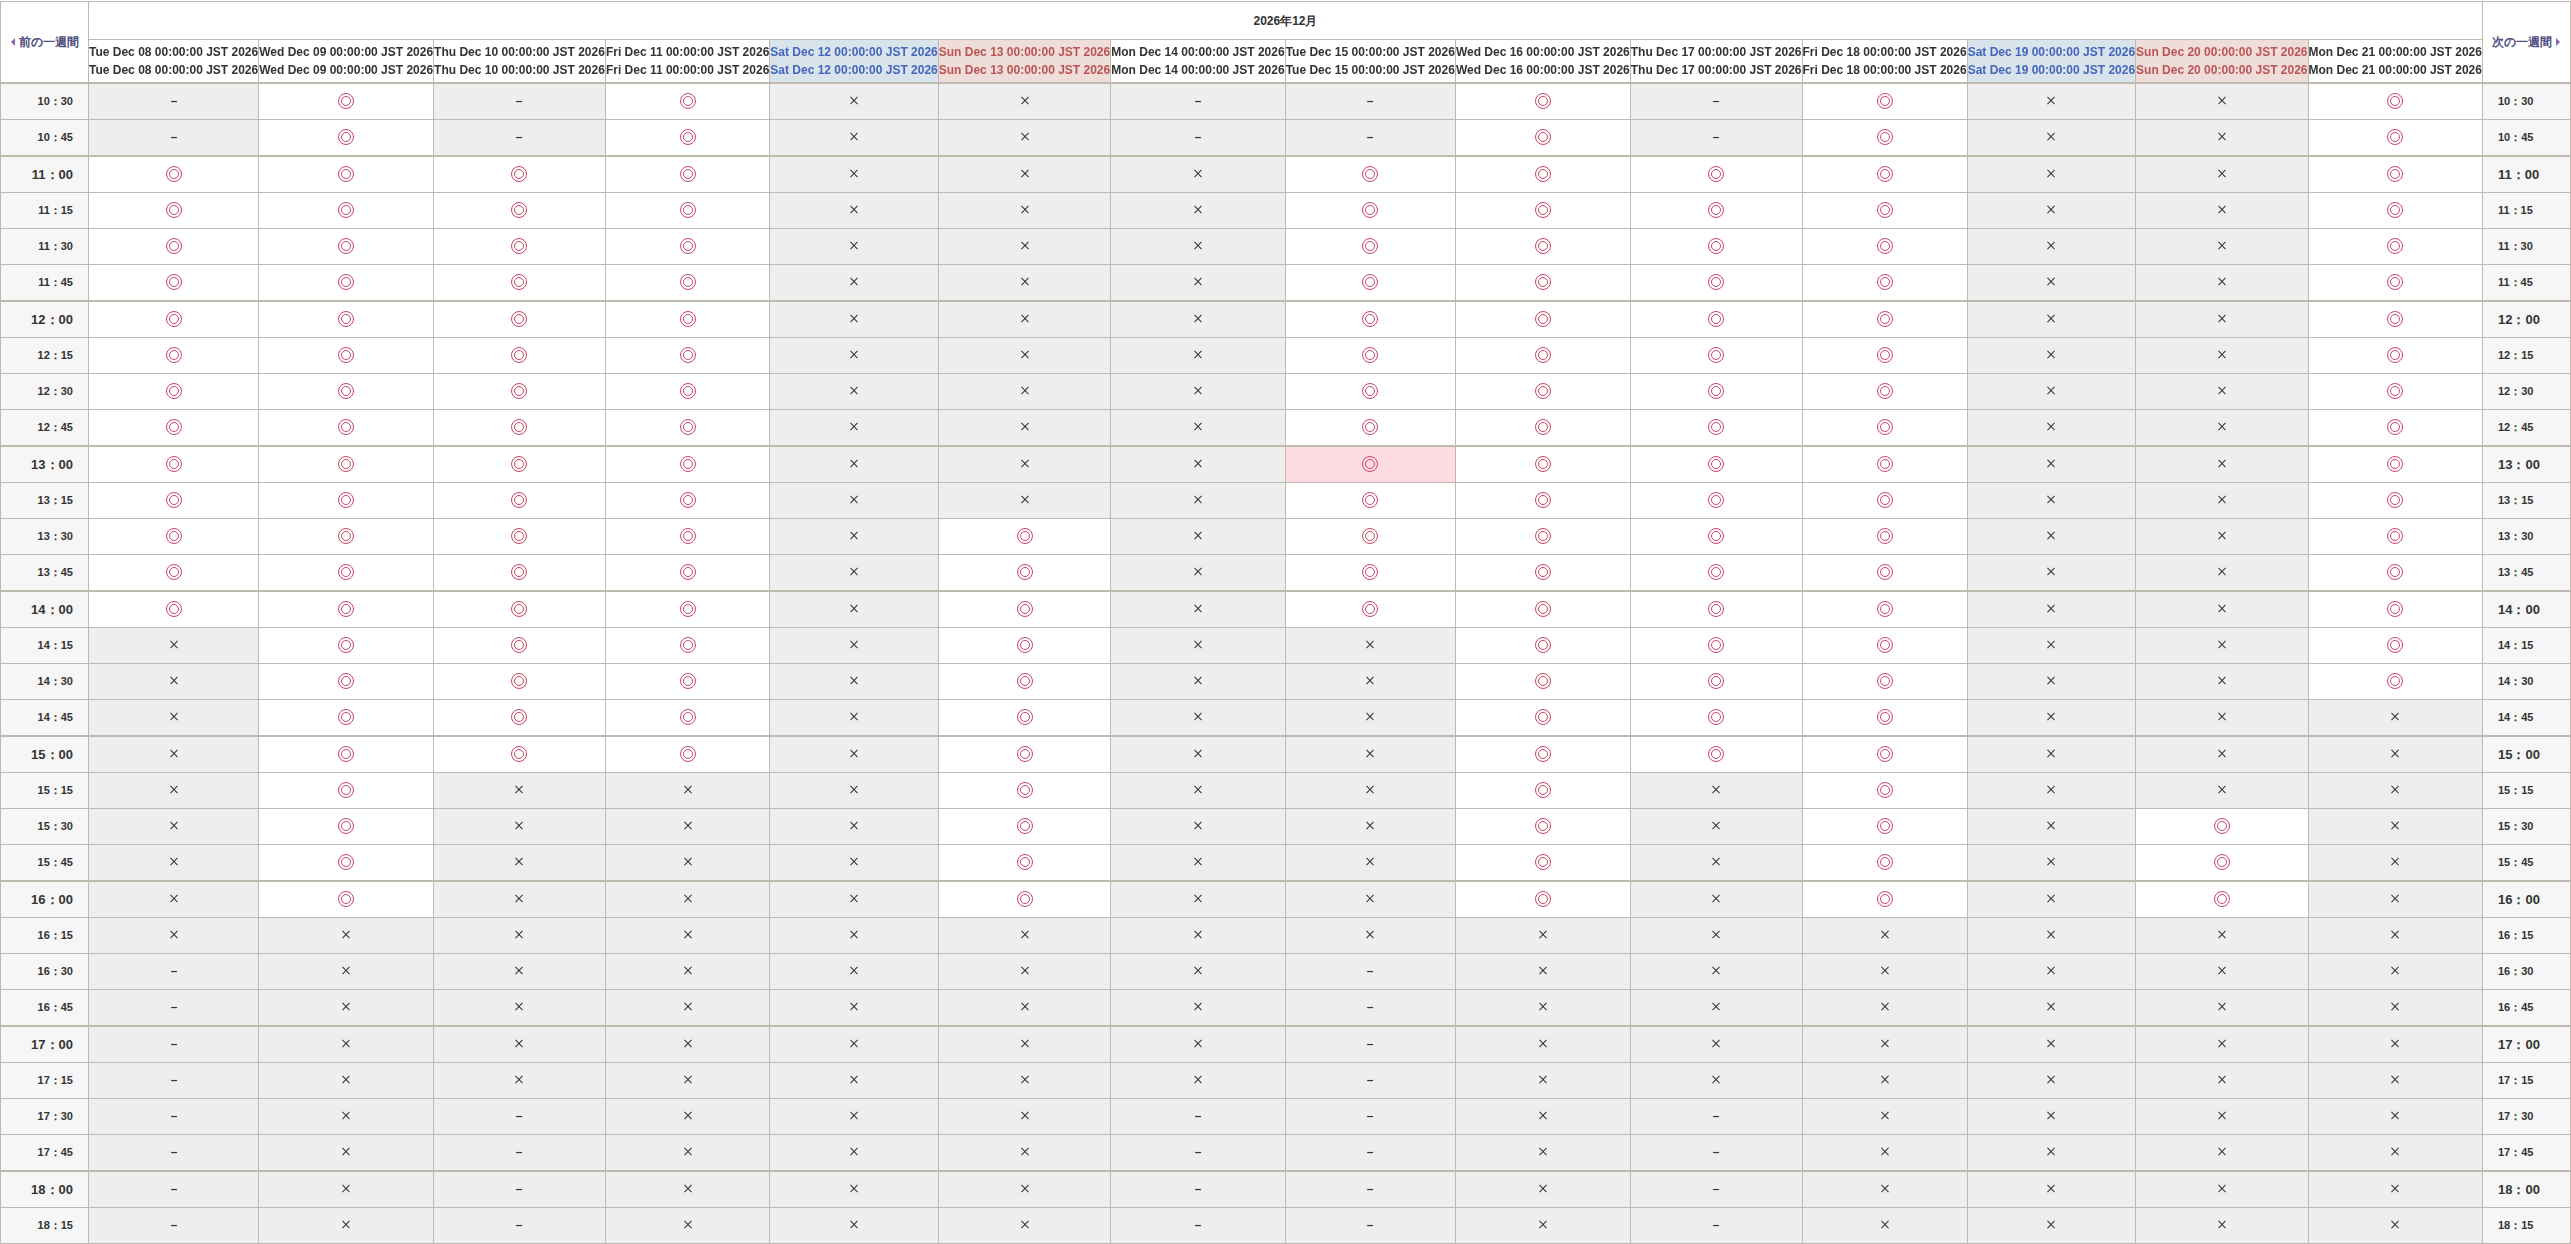 前の一週間 2026年12月 次の一週間
Tue Dec 08 00:00:00 JST 2026 Wed Dec 09 00:00:00 JST 2026 Thu Dec 10 00:00:00 JST 2026 Fri Dec 11 00:00:00 JST 2026 Sat Dec 12 00:00:00 JST 2026 Sun Dec 13 00:00:00 JST 2026 Mon Dec 14 00:00:00 JST 2026 Tue Dec 15 00:00:00 JST 2026 Wed Dec 16 00:00:00 JST 2026 Thu Dec 17 00:00:00 JST 2026 Fri Dec 18 00:00:00 JST 2026 Sat Dec 19 00:00:00 JST 2026 Sun Dec 20 00:00:00 JST 2026 Mon Dec 21 00:00:00 JST 2026
Tue Dec 08 00:00:00 JST 2026 Wed Dec 09 00:00:00 JST 2026 Thu Dec 10 00:00:00 JST 2026 Fri Dec 11 00:00:00 JST 2026 Sat Dec 12 00:00:00 JST 2026 Sun Dec 13 00:00:00 JST 2026 Mon Dec 14 00:00:00 JST 2026 Tue Dec 15 00:00:00 JST 2026 Wed Dec 16 00:00:00 JST 2026 Thu Dec 17 00:00:00 JST 2026 Fri Dec 18 00:00:00 JST 2026 Sat Dec 19 00:00:00 JST 2026 Sun Dec 20 00:00:00 JST 2026 Mon Dec 21 00:00:00 JST 2026
10：30 － ◎ － ◎ × × － － ◎ － ◎ × × ◎ 10：30
10：45 － ◎ － ◎ × × － － ◎ － ◎ × × ◎ 10：45
11：00 ◎ ◎ ◎ ◎ × × × ◎ ◎ ◎ ◎ × × ◎ 11：00
11：15 ◎ ◎ ◎ ◎ × × × ◎ ◎ ◎ ◎ × × ◎ 11：15
11：30 ◎ ◎ ◎ ◎ × × × ◎ ◎ ◎ ◎ × × ◎ 11：30
11：45 ◎ ◎ ◎ ◎ × × × ◎ ◎ ◎ ◎ × × ◎ 11：45
12：00 ◎ ◎ ◎ ◎ × × × ◎ ◎ ◎ ◎ × × ◎ 12：00
12：15 ◎ ◎ ◎ ◎ × × × ◎ ◎ ◎ ◎ × × ◎ 12：15
12：30 ◎ ◎ ◎ ◎ × × × ◎ ◎ ◎ ◎ × × ◎ 12：30
12：45 ◎ ◎ ◎ ◎ × × × ◎ ◎ ◎ ◎ × × ◎ 12：45
13：00 ◎ ◎ ◎ ◎ × × × ◎ ◎ ◎ ◎ × × ◎ 13：00
13：15 ◎ ◎ ◎ ◎ × × × ◎ ◎ ◎ ◎ × × ◎ 13：15
13：30 ◎ ◎ ◎ ◎ × ◎ × ◎ ◎ ◎ ◎ × × ◎ 13：30
13：45 ◎ ◎ ◎ ◎ × ◎ × ◎ ◎ ◎ ◎ × × ◎ 13：45
14：00 ◎ ◎ ◎ ◎ × ◎ × ◎ ◎ ◎ ◎ × × ◎ 14：00
14：15 × ◎ ◎ ◎ × ◎ × × ◎ ◎ ◎ × × ◎ 14：15
14：30 × ◎ ◎ ◎ × ◎ × × ◎ ◎ ◎ × × ◎ 14：30
14：45 × ◎ ◎ ◎ × ◎ × × ◎ ◎ ◎ × × × 14：45
15：00 × ◎ ◎ ◎ × ◎ × × ◎ ◎ ◎ × × × 15：00
15：15 × ◎ × × × ◎ × × ◎ × ◎ × × × 15：15
15：30 × ◎ × × × ◎ × × ◎ × ◎ × ◎ × 15：30
15：45 × ◎ × × × ◎ × × ◎ × ◎ × ◎ × 15：45
16：00 × ◎ × × × ◎ × × ◎ × ◎ × ◎ × 16：00
16：15 × × × × × × × × × × × × × × 16：15
16：30 － × × × × × × － × × × × × × 16：30
16：45 － × × × × × × － × × × × × × 16：45
17：00 － × × × × × × － × × × × × × 17：00
17：15 － × × × × × × － × × × × × × 17：15
17：30 － × － × × × － － × － × × × × 17：30
17：45 － × － × × × － － × － × × × × 17：45
18：00 － × － × × × － － × － × × × × 18：00
18：15 － × － × × × － － × － × × × × 18：15